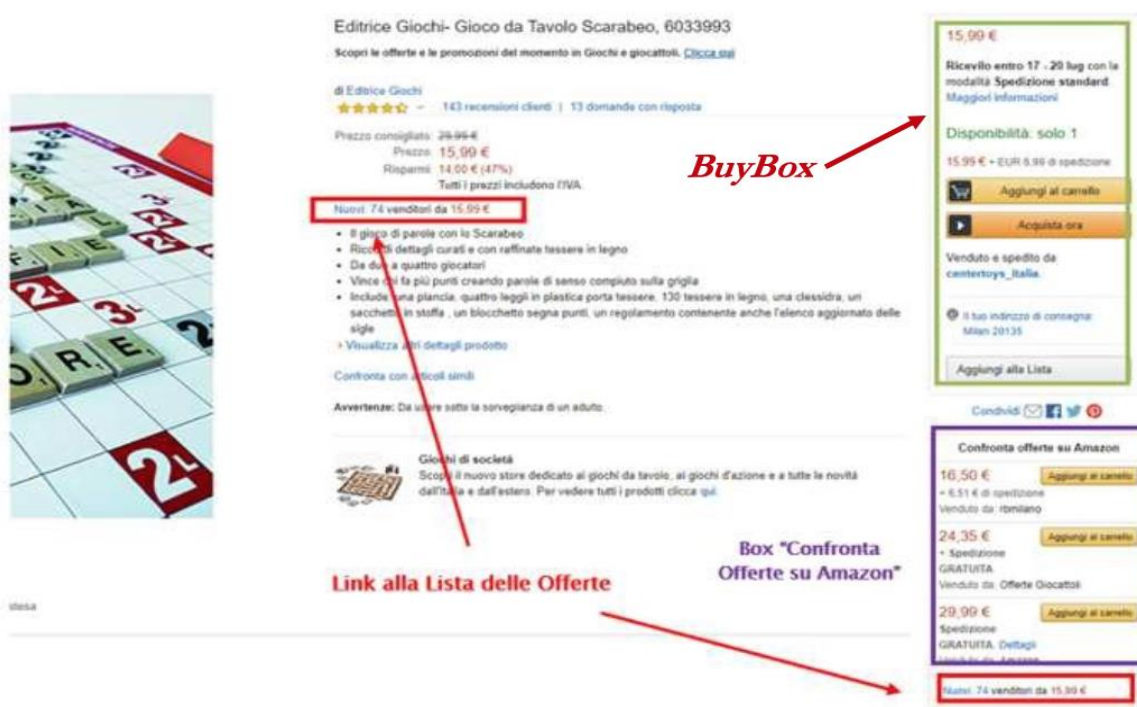 Editrice Giochi- Gioco da Tavolo Scarabeo, 6033993
Scopri le offerte e le promozioni del momento in Giochi e giocattoli. Clicca qui
di Editrice Giochi
143 recensioni clienti | 13 domande con risposta
Prezzo consigliato: 29,99 €
Prezzo: 15,99 €
Risparmi: 14,00 € (47%)
Tutti i prezzi includono l'IVA.
Nuovi: 74 venditori da 15,99 €
• Il gioco di parole con lo Scarabeo
• Ricco di dettagli curati e con raffinate tessere in legno
• Da due a quattro giocatori
• Vince chi fa più punti creando parole di senso compiuto sulla griglia
• Include una plancia, quattro leggii in plastica porta tessere, 130 tessere in legno, una clessidra, un
sacchetto in stoffa , un blocchetto segna punti, un regolamento contenente anche l'elenco aggiornato delle
sigle
› Visualizza altri dettagli prodotto
Confronta con articoli simili
Avvertenze: Da usare sotto la sorveglianza di un adulto.
Giochi di società
Scopri il nuovo store dedicato ai giochi da tavolo, ai giochi d'azione e a tutte le novità
dall'Italia e dall'estero. Per vedere tutti i prodotti clicca qui.
BuyBox
Link alla Lista delle Offerte
Box "Confronta
Offerte su Amazon"
stesa
15,99 €
Ricevilo entro 17 - 20 lug con la
modalità Spedizione standard.
Maggiori informazioni
Disponibilità: solo 1
15,99 € + EUR 6,99 di spedizione
Aggiungi al carrello
Acquista ora
Venduto e spedito da
centertoys_italia.
Il tuo indirizzo di consegna:
Milan 20135
Aggiungi alla Lista
Condividi
Confronta offerte su Amazon
16,50 €
Aggiungi al carrello
+ 6,51 € di spedizione
Venduto da: rbmilano
24,35 €
Aggiungi al carrello
+ Spedizione
GRATUITA
Venduto da: Offerte Giocattoli
29,99 €
Aggiungi al carrello
Spedizione
GRATUITA. Dettagli
Venduto da: Amazon
Nuovi: 74 venditori da 15,99 €
FIE
ORE